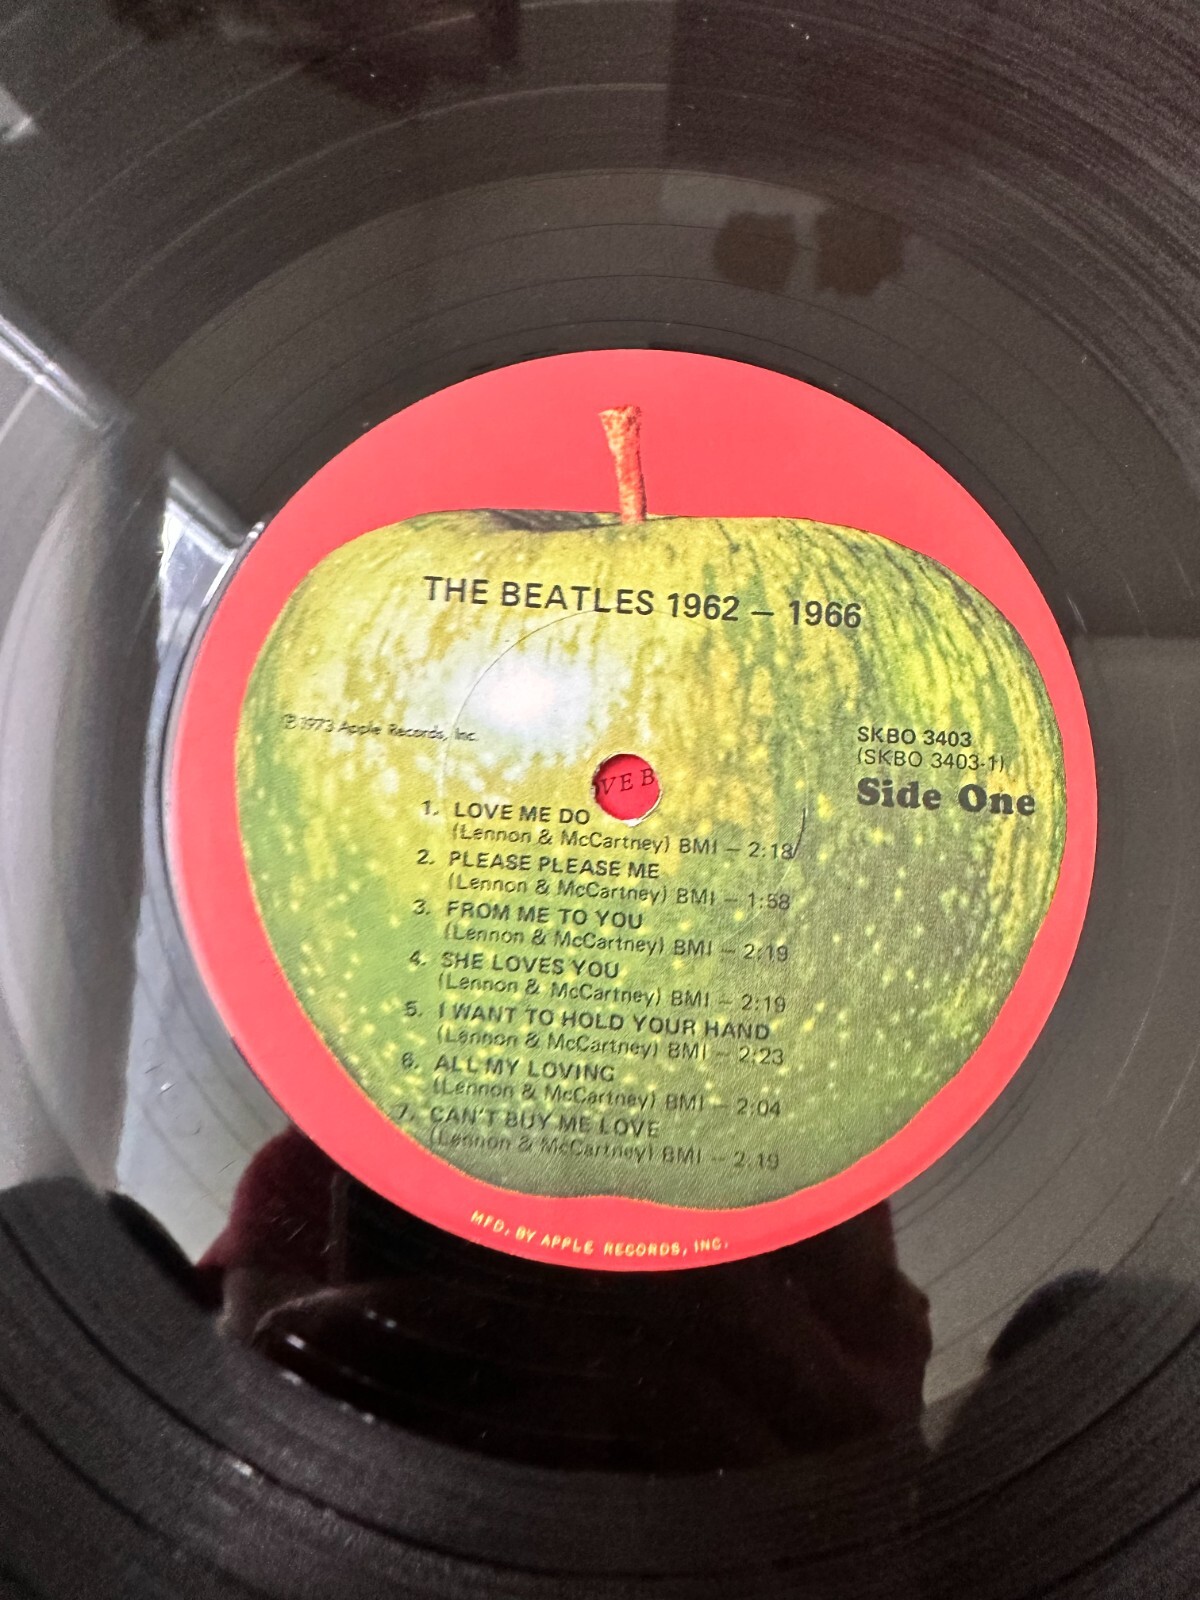 THE BEATLES 1962 — 1966
℗ 1973 Apple Records, Inc.
SKBO 3403
(SKBO 3403-1)
Side One
VE B
1. LOVE ME DO
(Lennon & McCartney) BMI — 2:18
2. PLEASE PLEASE ME
(Lennon & McCartney) BMI — 1:58
3. FROM ME TO YOU
(Lennon & McCartney) BMI — 2:19
4. SHE LOVES YOU
(Lennon & McCartney) BMI — 2:19
5. I WANT TO HOLD YOUR HAND
(Lennon & McCartney) BMI — 2:23
6. ALL MY LOVING
(Lennon & McCartney) BMI — 2:04
7. CAN'T BUY ME LOVE
(Lennon & McCartney) BMI — 2:19
MFD. BY APPLE RECORDS, INC.